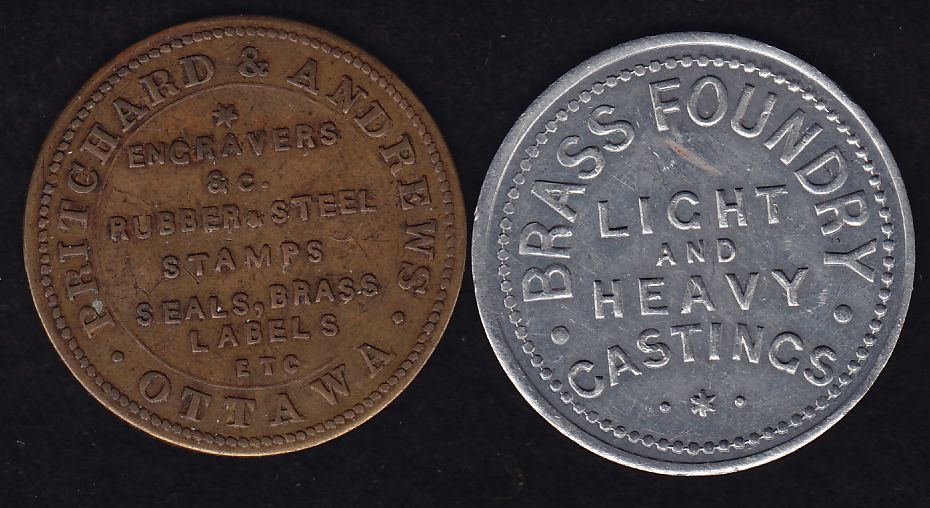 PRITCHARD & ANDREWS
ENGRAVERS
& C.
RUBBER & STEEL
STAMPS
SEALS, BRASS
LABELS
ETC
OTTAWA
BRASS FOUNDRY
LIGHT
AND
HEAVY
CASTINGS